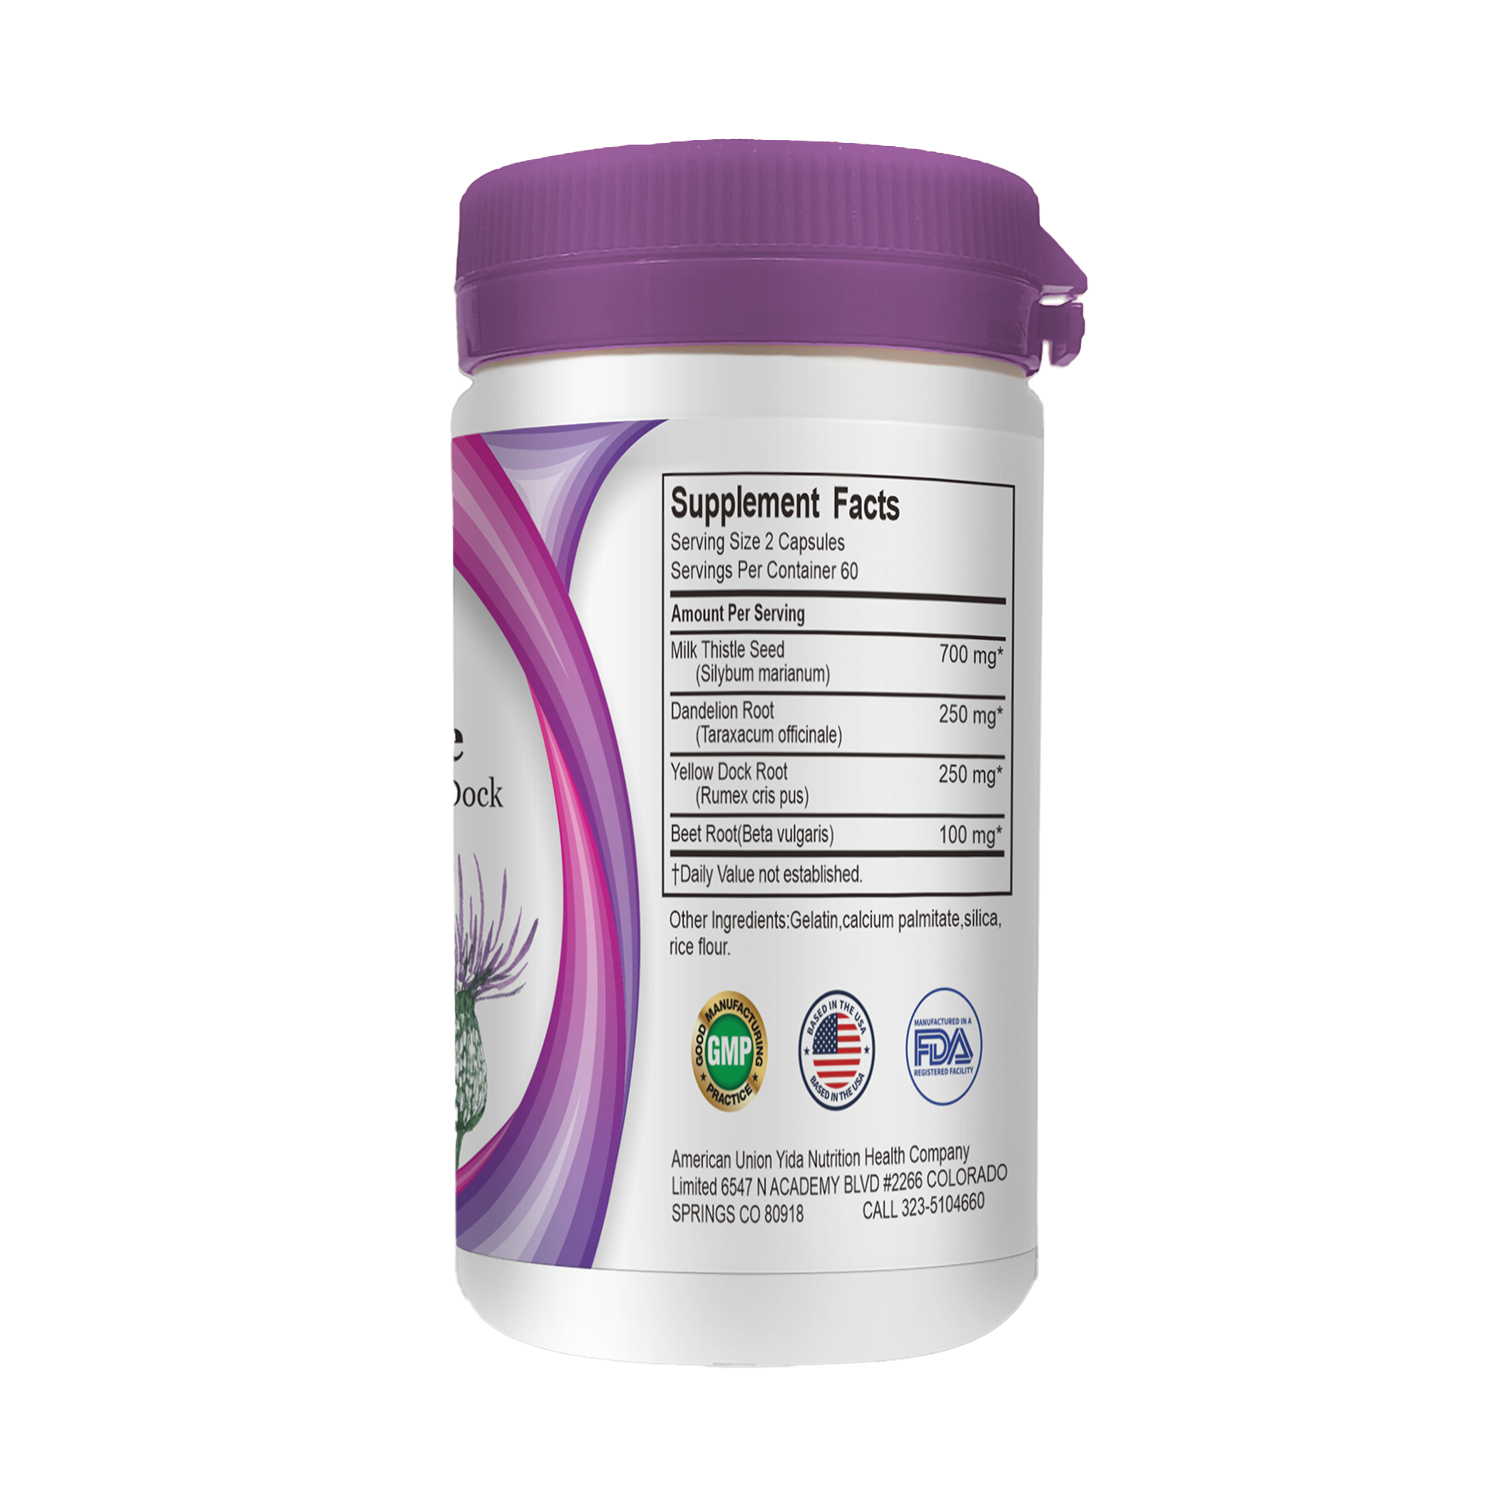 e
Dock
Supplement Facts
Serving Size 2 Capsules
Servings Per Container 60
Amount Per Serving
Milk Thistle Seed 700 mg*
(Silybum marianum)
Dandelion Root 250 mg*
(Taraxacum officinale)
Yellow Dock Root 250 mg*
(Rumex cris pus)
Beet Root(Beta vulgaris) 100 mg*
†Daily Value not established.
Other Ingredients:Gelatin,calcium palmitate,silica,
rice flour.
GOOD MANUFACTURING
GMP
PRACTICE
BASED IN THE USA
BASED IN THE USA
MANUFACTURED IN A
FDA
REGISTERED FACILITY
American Union Yida Nutrition Health Company
Limited 6547 N ACADEMY BLVD #2266 COLORADO
SPRINGS CO 80918 CALL 323-5104660